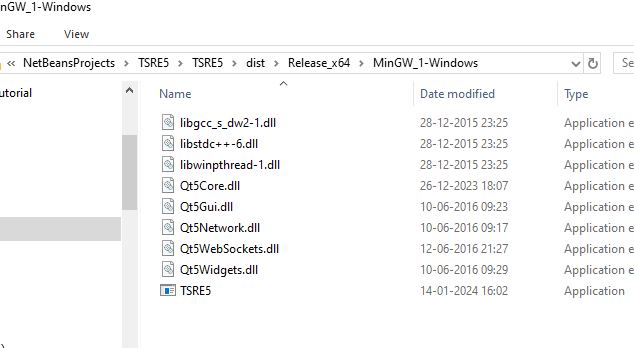 inGW_1-Windows
Share View
« NetBeansProjects > TSRE5 > TSRE5 > dist > Release_x64 > MinGW_1-Windows Se
Name Date modified Type
utorial
libgcc_s_dw2-1.dll 28-12-2015 23:25 Application e
libstdc++-6.dll 28-12-2015 23:25 Application e
libwinpthread-1.dll 28-12-2015 23:25 Application e
Qt5Core.dll 26-12-2023 18:07 Application e
Qt5Gui.dll 10-06-2016 09:23 Application e
Qt5Network.dll 10-06-2016 09:17 Application e
Qt5WebSockets.dll 12-06-2016 21:27 Application e
Qt5Widgets.dll 10-06-2016 09:29 Application e
TSRE5 14-01-2024 16:02 Application